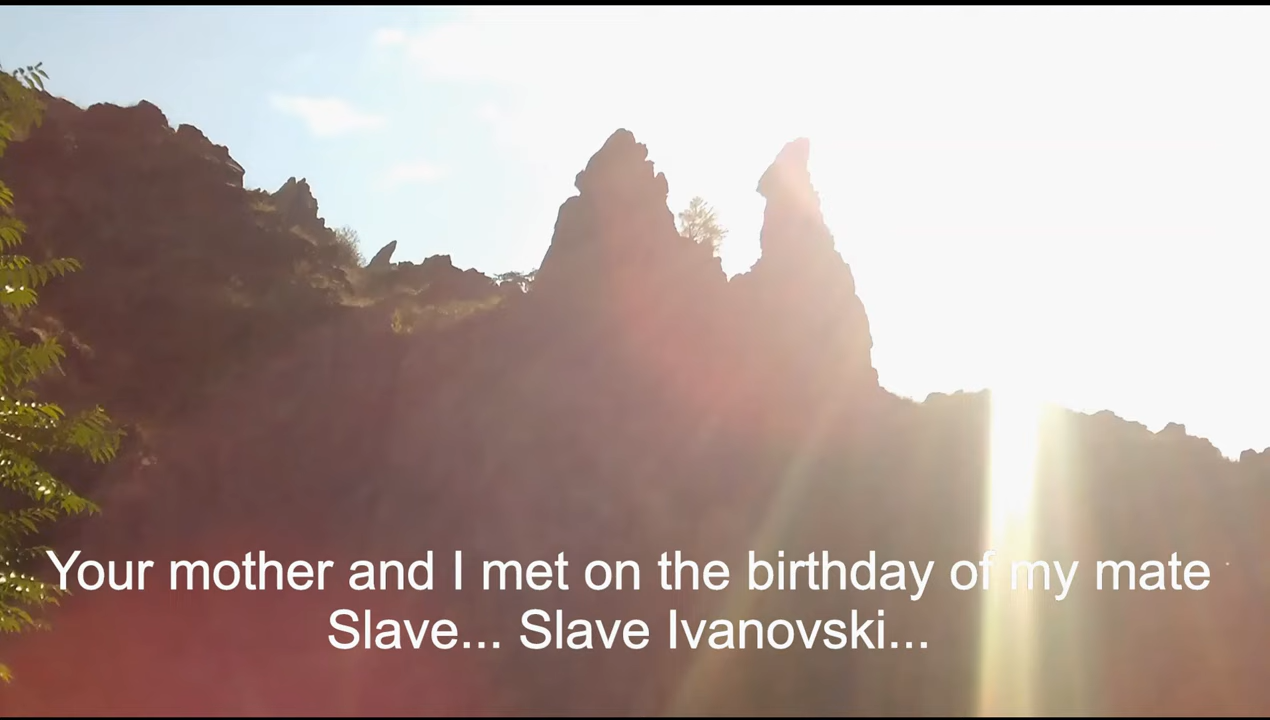 Your mother and I met on the birthday of my mate
Slave... Slave Ivanovski...